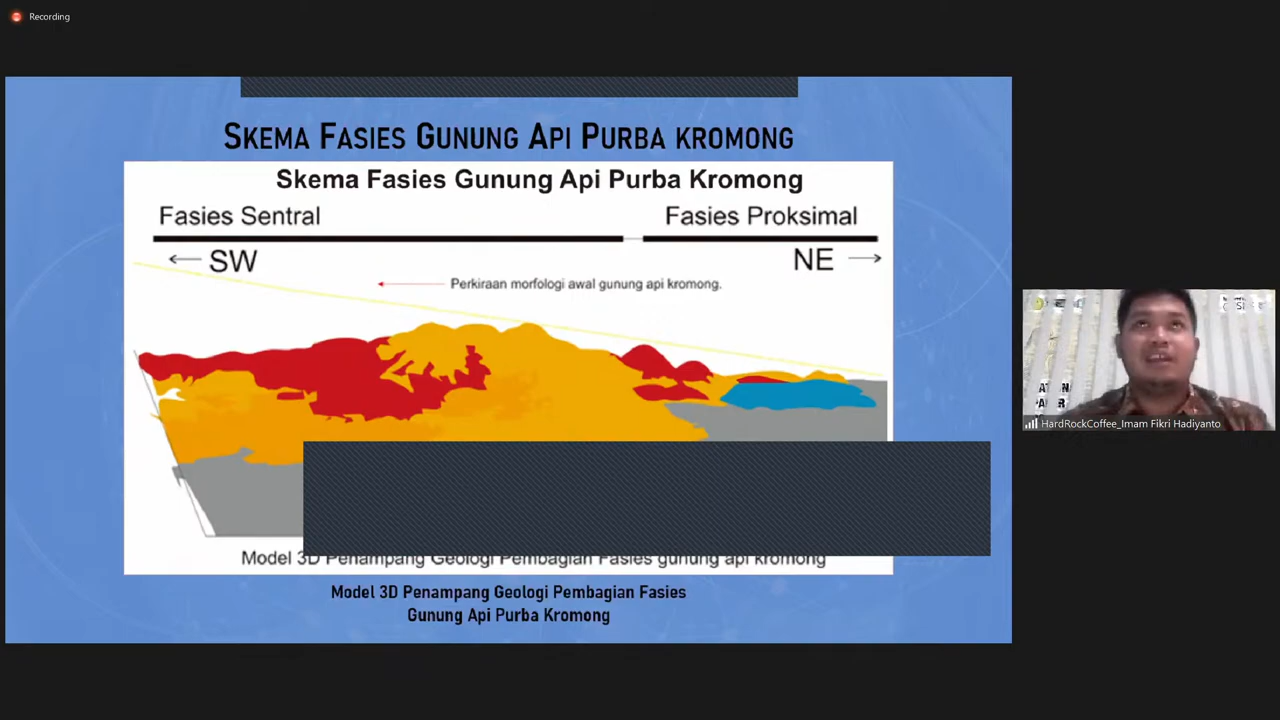 Recording
SKEMA FASIES GUNUNG API PURBA KROMONG
Skema Fasies Gunung Api Purba Kromong
Fasies Sentral
Fasies Proksimal
SW
NE
Perkiraan morfologi awal gunung api kromong.
Model 3D Penampang Geologi Pembagian Fasies gunung api kromong
Model 3D Penampang Geologi Pembagian Fasies
Gunung Api Purba Kromong
HardRockCoffee_Imam Fikri Hadiyanto